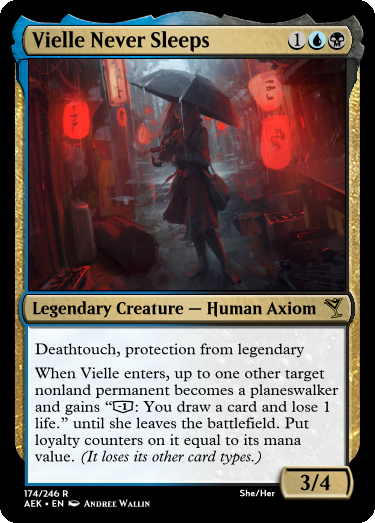 Vielle Never Sleeps 1
Legendary Creature — Human Axiom
Deathtouch, protection from legendary
When Vielle enters, up to one other target
nonland permanent becomes a planeswalker
and gains “-1: You draw a card and lose 1
life.” until she leaves the battlefield. Put
loyalty counters on it equal to its mana
value. (It loses its other card types.)
3/4
174/246 R She/Her
AEK • EN Andree Wallin